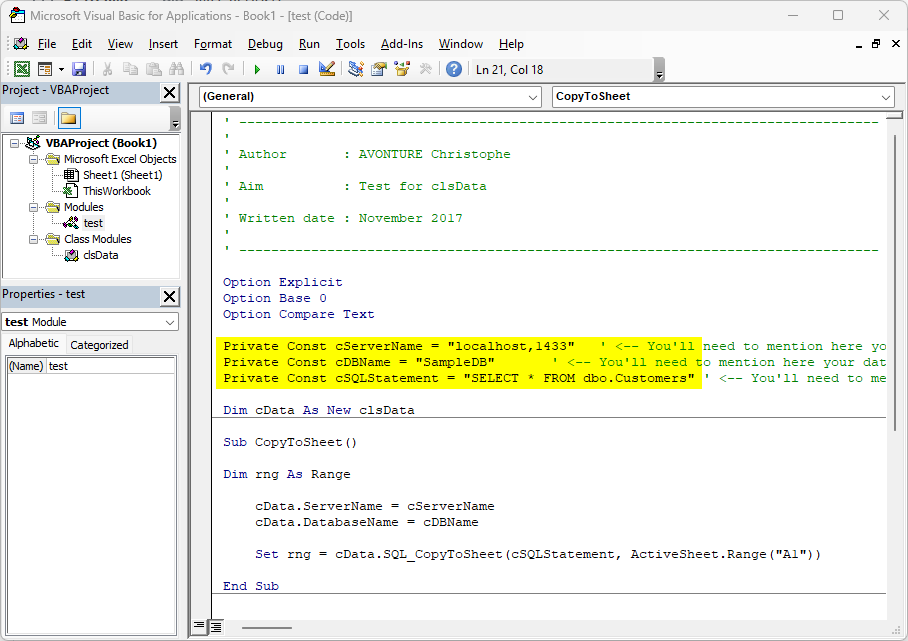 Microsoft Visual Basic for Applications - Book1 - [test (Code)]
File Edit View Insert Format Debug Run Tools Add-Ins Window Help
Ln 21, Col 18
Project - VBAProject
VBAProject (Book1)
Microsoft Excel Objects
Sheet1 (Sheet1)
ThisWorkbook
Modules
test
Class Modules
clsData
Properties - test
test Module
Alphabetic Categorized
(Name) test
(General) CopyToSheet
' --------------------------------------------------------------------------------
'
' Author       : AVONTURE Christophe
'
' Aim          : Test for clsData
'
' Written date : November 2017
'
' --------------------------------------------------------------------------------
Option Explicit
Option Base 0
Option Compare Text
Private Const cServerName = "localhost,1433"   ' <-- You'll need to mention here yo
Private Const cDBName = "SampleDB"       ' <-- You'll need to mention here your dat
Private Const cSQLStatement = "SELECT * FROM dbo.Customers" ' <-- You'll need to me
Dim cData As New clsData
Sub CopyToSheet()
Dim rng As Range
    cData.ServerName = cServerName
    cData.DatabaseName = cDBName
    Set rng = cData.SQL_CopyToSheet(cSQLStatement, ActiveSheet.Range("A1"))
End Sub